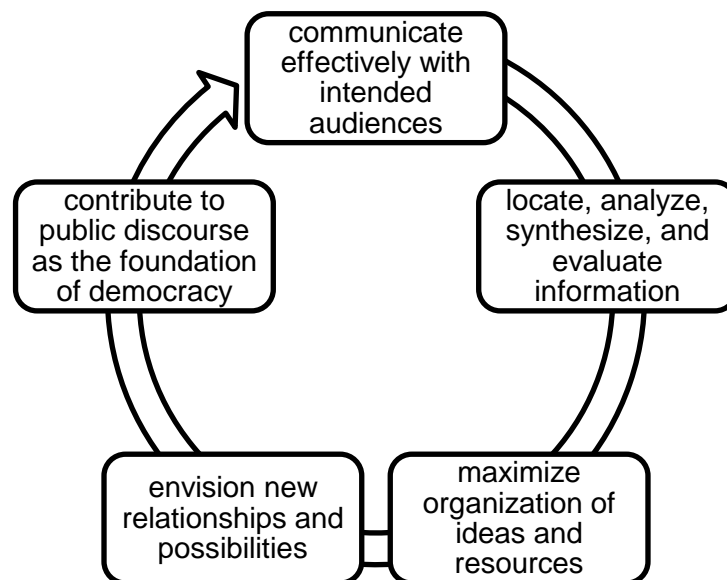 communicate
effectively with
intended
audiences
locate, analyze,
synthesize, and
evaluate
information
maximize
organization of
ideas and
resources
envision new
relationships and
possibilities
contribute to
public discourse
as the foundation
of democracy